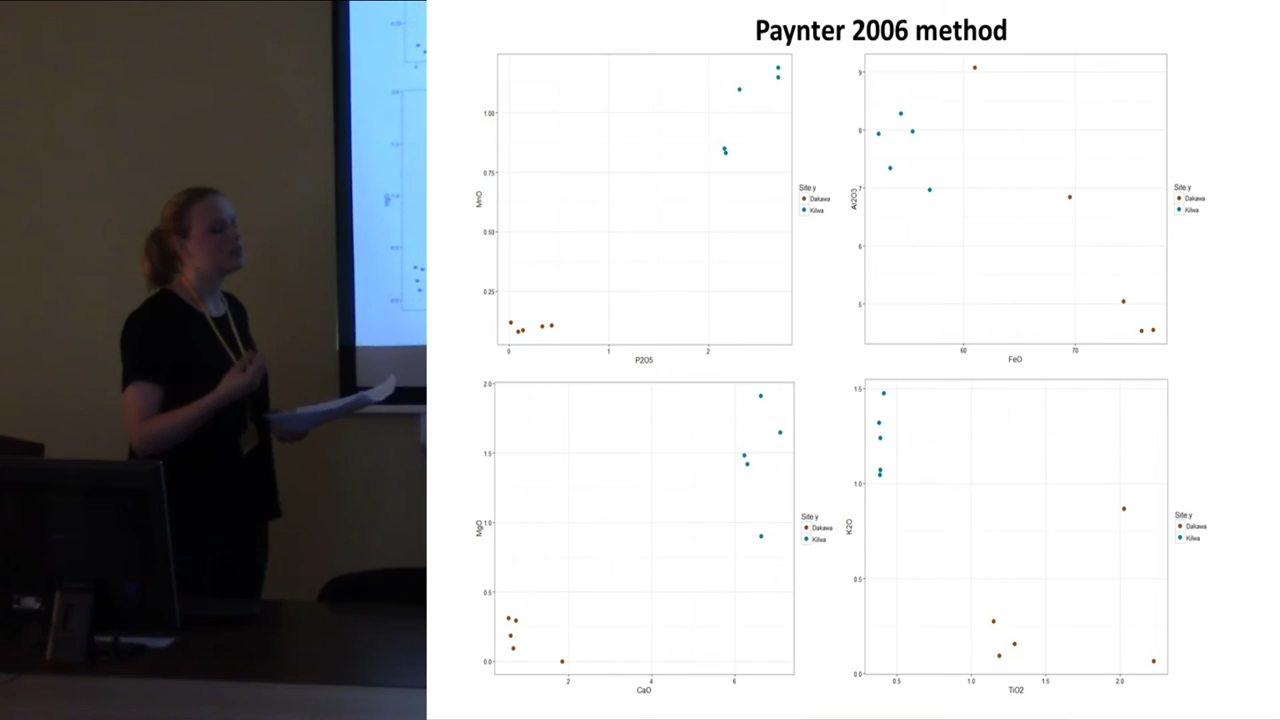 Paynter 2006 method
1.00
0.75
0.50
0.25
MnO
0
1
2
P2O5
Site.y
Dakawa
Kilwa
9
8
7
6
5
Al2O3
60
70
FeO
Site.y
Dakawa
Kilwa
2.0
1.5
1.0
0.5
0.0
MgO
2
4
6
CaO
Site.y
Dakawa
Kilwa
1.5
1.0
0.5
0.0
K2O
0.5
1.0
1.5
2.0
TiO2
Site.y
Dakawa
Kilwa